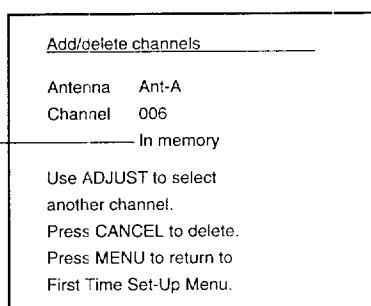 Add/delete channels
Antenna Ant-A
Channel 006
In memory
Use ADJUST to select
another channel.
Press CANCEL to delete.
Press MENU to return to
First Time Set-Up Menu.